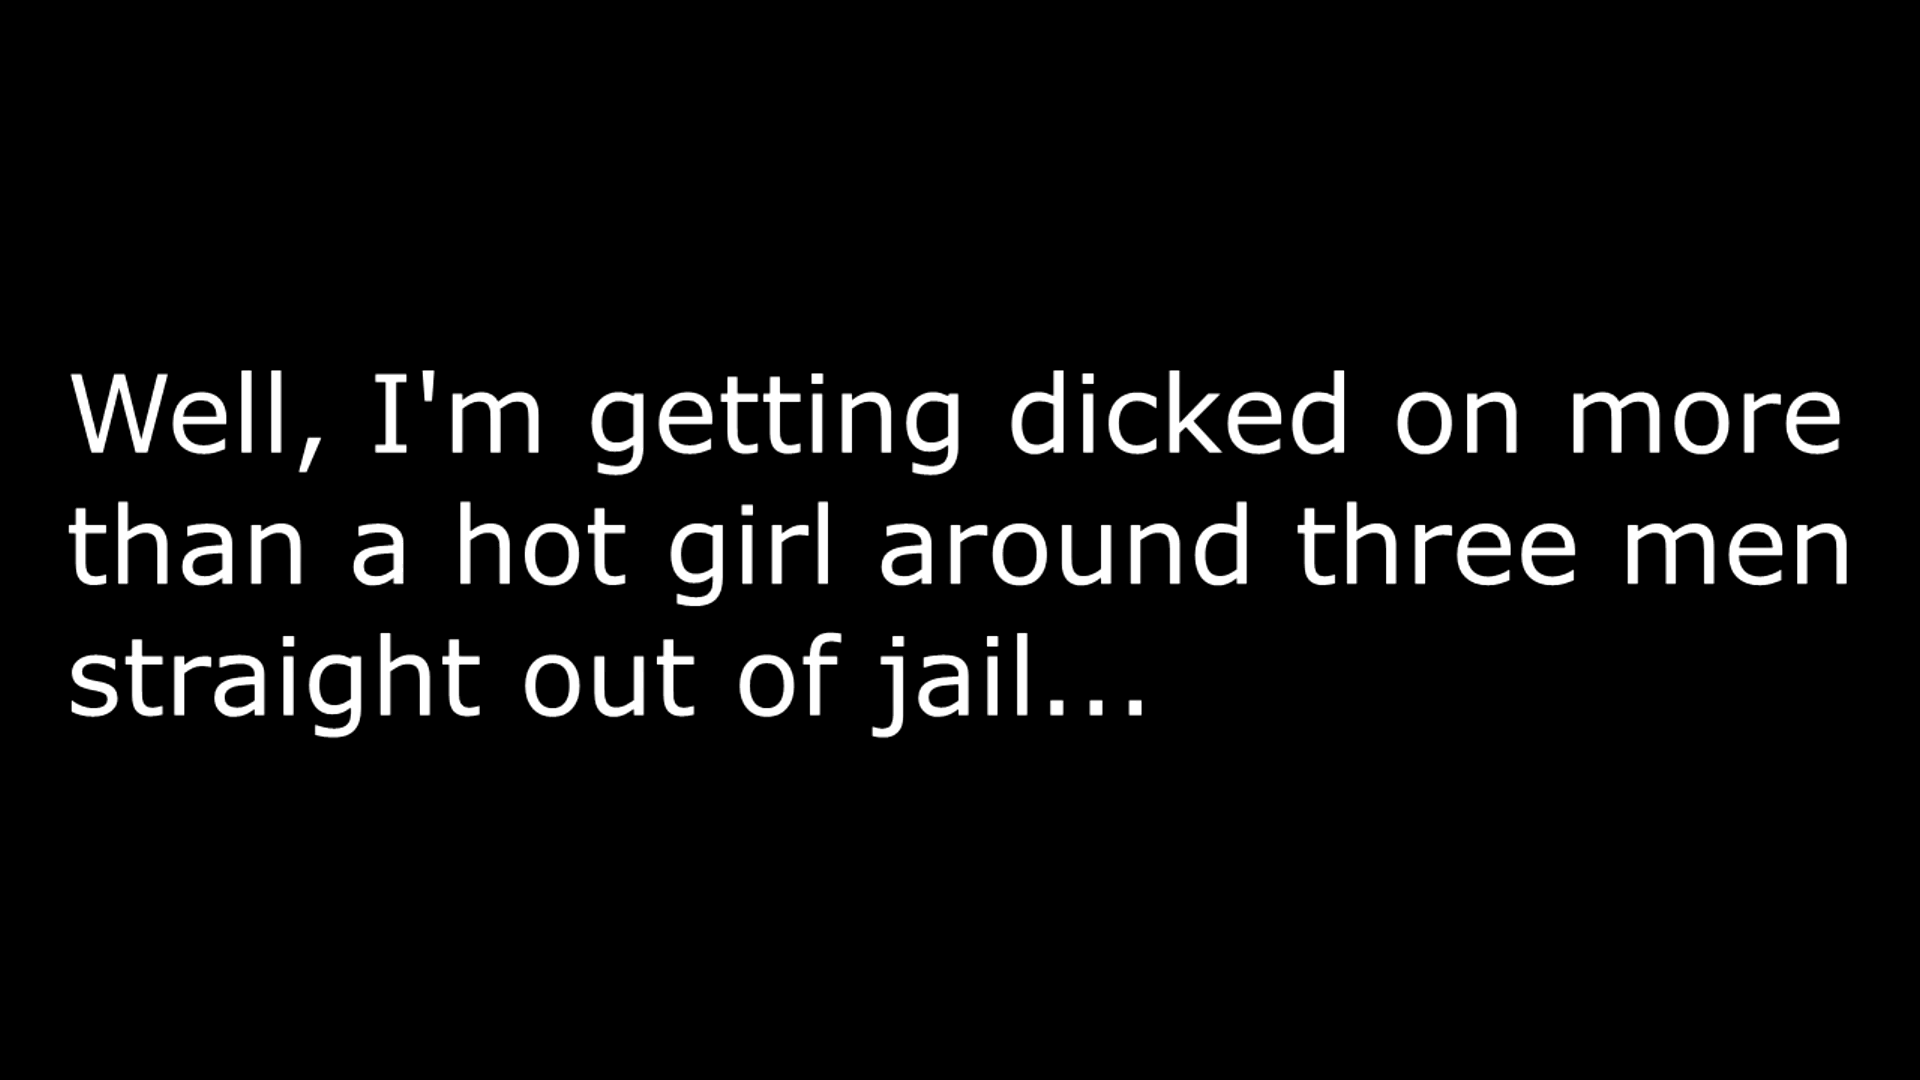 Well, I'm getting dicked on more
than a hot girl around three men
straight out of jail...